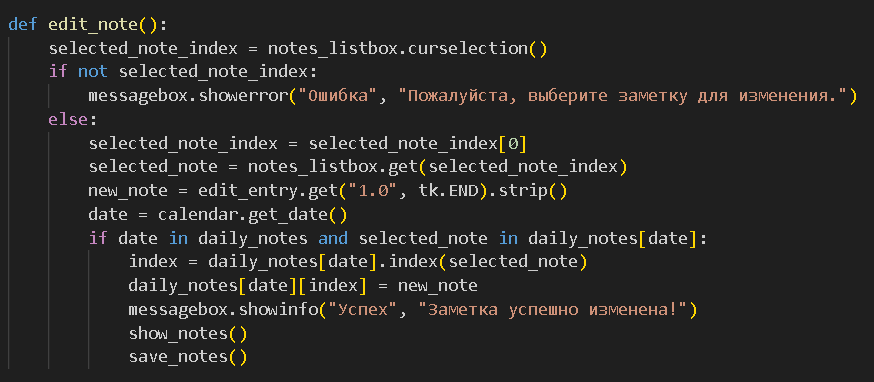 def edit_note():
    selected_note_index = notes_listbox.curselection()
    if not selected_note_index:
        messagebox.showerror("Ошибка", "Пожалуйста, выберите заметку для изменения.")
    else:
        selected_note_index = selected_note_index[0]
        selected_note = notes_listbox.get(selected_note_index)
        new_note = edit_entry.get("1.0", tk.END).strip()
        date = calendar.get_date()
        if date in daily_notes and selected_note in daily_notes[date]:
            index = daily_notes[date].index(selected_note)
            daily_notes[date][index] = new_note
            messagebox.showinfo("Успех", "Заметка успешно изменена!")
            show_notes()
            save_notes()